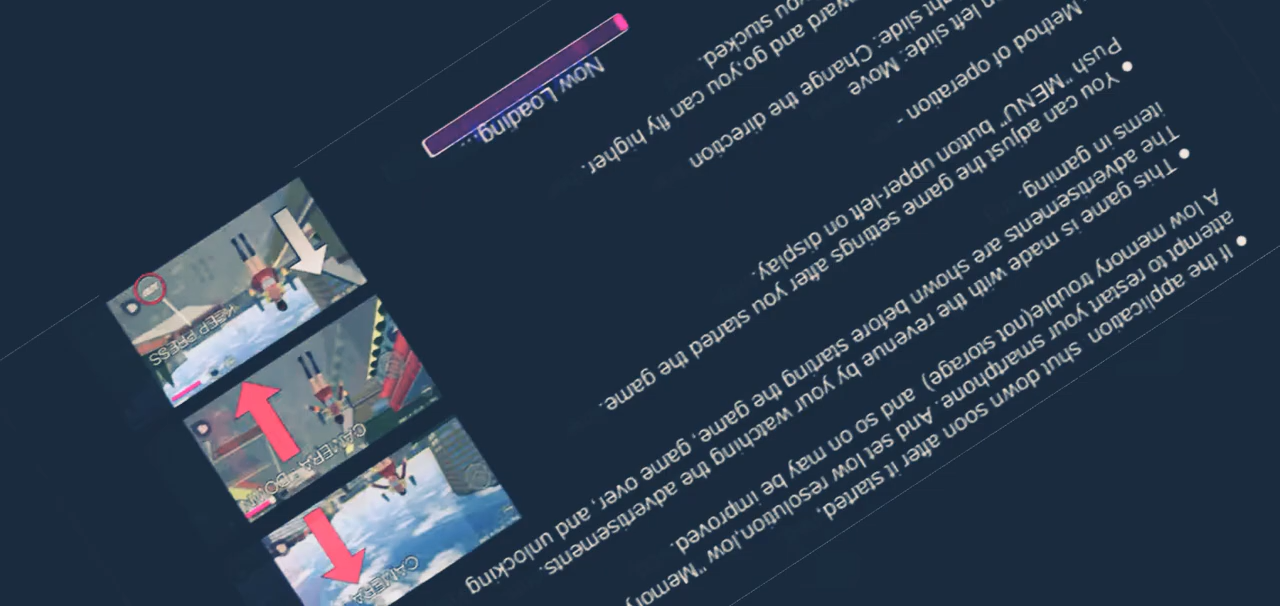 If the application shut down soon after it started,
attempt to restart your smartphone. And set low resolution,low "Memory
A low memory trouble(not storage) and so on may be improved.
This game is made with the revenue by your watching the advertisements.
The advertisements are shown before starting the game, game over, and unlocking
items in gaming.
You can adjust the game settings after you started the game.
Push "MENU" button upper-left on display.
Method of operation -
left slide: Move
slide: Change the direction
and go,you can fly higher.
you stucked.
CAMERA
CAMERA DOWN
KEEP PRESS
Now Loading...